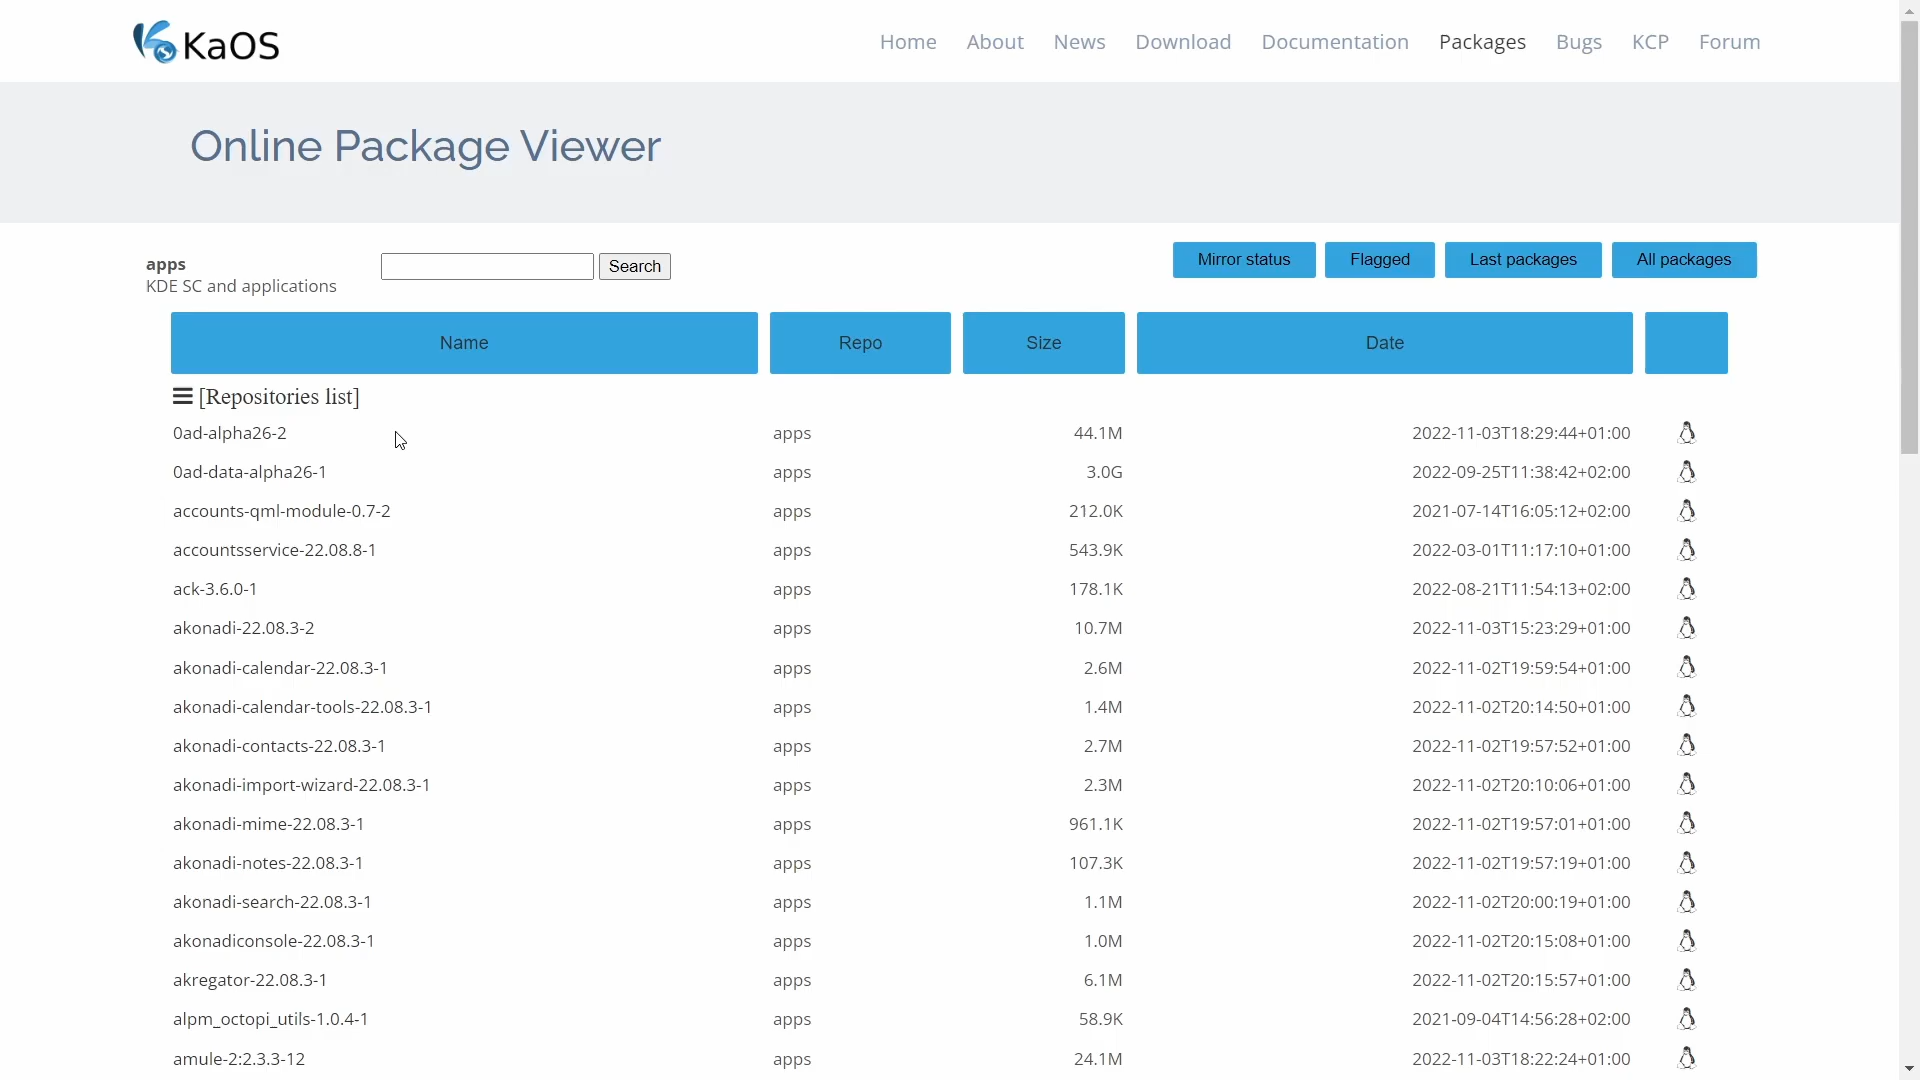 KaOS
Home About News Download Documentation Packages Bugs KCP Forum
Online Package Viewer
apps
KDE SC and applications
Search
Mirror status Flagged Last packages All packages
Name Repo Size Date
[Repositories list]
0ad-alpha26-2 apps 44.1M 2022-11-03T18:29:44+01:00
0ad-data-alpha26-1 apps 3.0G 2022-09-25T11:38:42+02:00
accounts-qml-module-0.7-2 apps 212.0K 2021-07-14T16:05:12+02:00
accountsservice-22.08.8-1 apps 543.9K 2022-03-01T11:17:10+01:00
ack-3.6.0-1 apps 178.1K 2022-08-21T11:54:13+02:00
akonadi-22.08.3-2 apps 10.7M 2022-11-03T15:23:29+01:00
akonadi-calendar-22.08.3-1 apps 2.6M 2022-11-02T19:59:54+01:00
akonadi-calendar-tools-22.08.3-1 apps 1.4M 2022-11-02T20:14:50+01:00
akonadi-contacts-22.08.3-1 apps 2.7M 2022-11-02T19:57:52+01:00
akonadi-import-wizard-22.08.3-1 apps 2.3M 2022-11-02T20:10:06+01:00
akonadi-mime-22.08.3-1 apps 961.1K 2022-11-02T19:57:01+01:00
akonadi-notes-22.08.3-1 apps 107.3K 2022-11-02T19:57:19+01:00
akonadi-search-22.08.3-1 apps 1.1M 2022-11-02T20:00:19+01:00
akonadiconsole-22.08.3-1 apps 1.0M 2022-11-02T20:15:08+01:00
akregator-22.08.3-1 apps 6.1M 2022-11-02T20:15:57+01:00
alpm_octopi_utils-1.0.4-1 apps 58.9K 2021-09-04T14:56:28+02:00
amule-2:2.3.3-12 apps 24.1M 2022-11-03T18:22:24+01:00